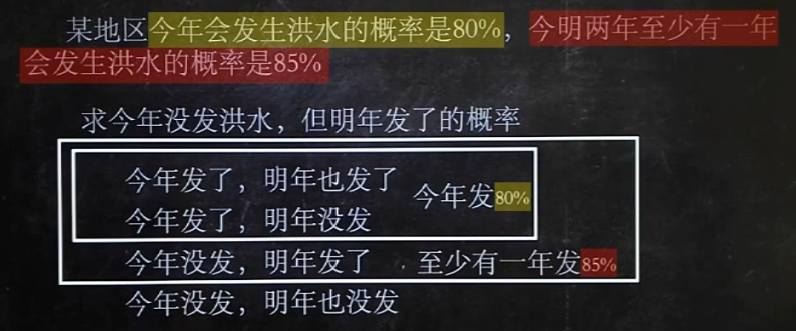 某地区今年会发生洪水的概率是80%，今明两年至少有一年
会发生洪水的概率是85%
求今年没发洪水，但明年发了的概率
今年发了，明年也发了
今年发80%
今年发了，明年没发
今年没发，明年发了
至少有一年发85%
今年没发，明年也没发